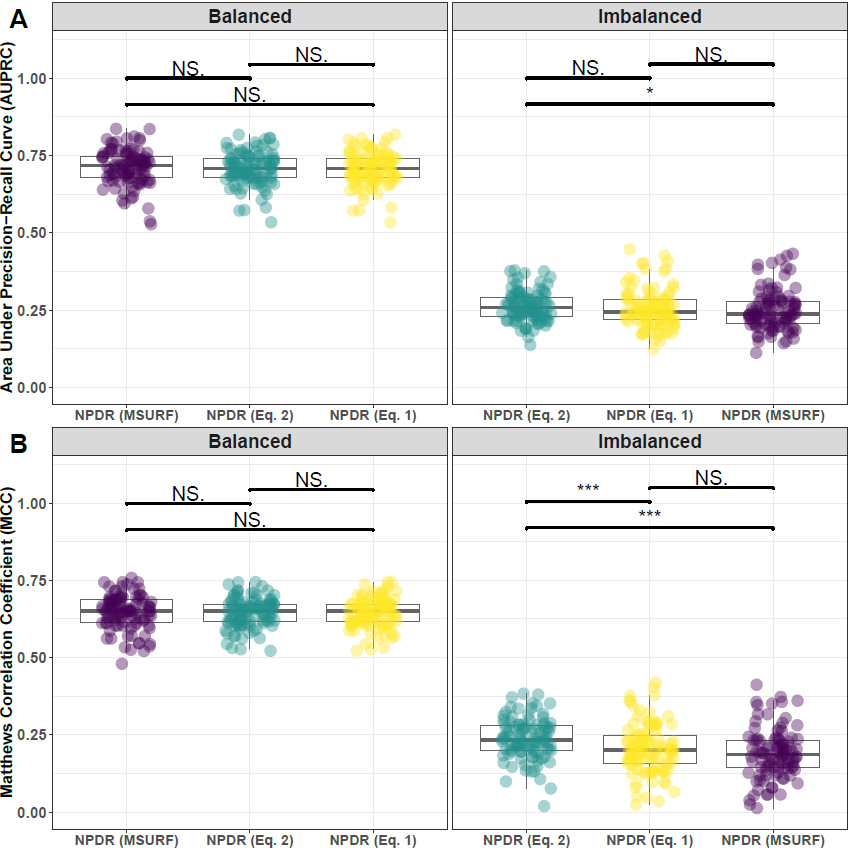 A
Balanced
Imbalanced
Area Under Precision−Recall Curve (AUPRC)
1.00
0.75
0.50
0.25
0.00
NS.
NS.
NS.
NS.
NS.
*
NPDR (MSURF)
NPDR (Eq. 2)
NPDR (Eq. 1)
NPDR (Eq. 2)
NPDR (Eq. 1)
NPDR (MSURF)
B
Balanced
Imbalanced
Matthews Correlation Coefficient (MCC)
1.00
0.75
0.50
0.25
0.00
NS.
NS.
NS.
NS.
***
***
NPDR (MSURF)
NPDR (Eq. 2)
NPDR (Eq. 1)
NPDR (Eq. 2)
NPDR (Eq. 1)
NPDR (MSURF)